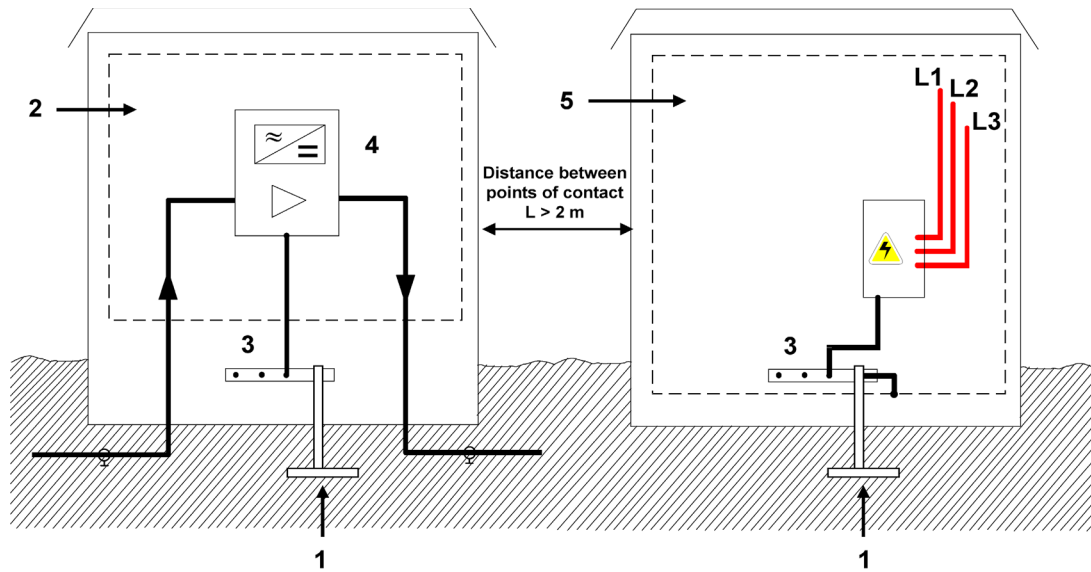 2
4
3
1
Distance between
points of contact
L > 2 m
5
L1
L2
L3
3
1